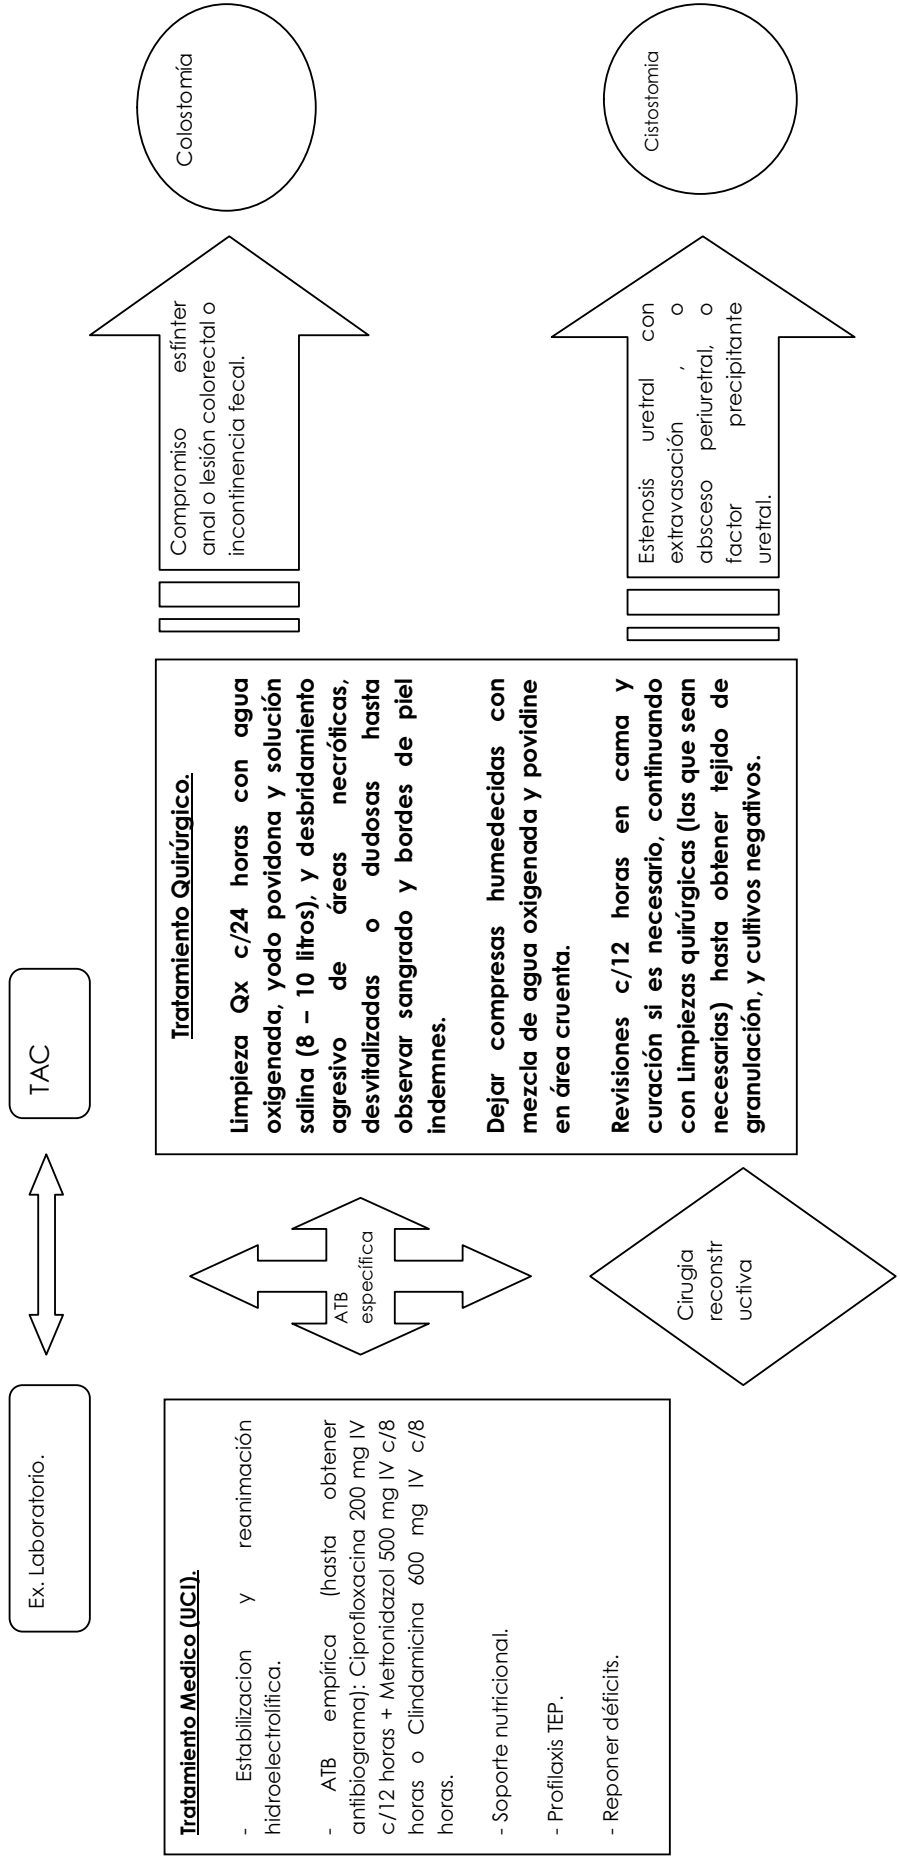 Ex. Laboratorio.
TAC
Tratamiento Medico (UCI).
- Estabilizacion y reanimación
hidroelectrolítica.
- ATB empírica (hasta obtener
antibiograma): Ciprofloxacina 200 mg IV
c/12 horas + Metronidazol 500 mg IV c/8
horas o Clindamicina 600 mg IV c/8
horas.
- Soporte nutricional.
- Profilaxis TEP.
- Reponer déficits.
ATB
específica
Cirugia
reconstr
uctiva
Tratamiento Quirúrgico.
Limpieza Qx c/24 horas con agua
oxigenada, yodo povidona y solución
salina (8 – 10 litros), y desbridamiento
agresivo de áreas necróticas,
desvitalizadas o dudosas hasta
observar sangrado y bordes de piel
indemnes.
Dejar compresas humedecidas con
mezcla de agua oxigenada y povidine
en área cruenta.
Revisiones c/12 horas en cama y
curación si es necesario, continuando
con Limpiezas quirúrgicas (las que sean
necesarias) hasta obtener tejido de
granulación, y cultivos negativos.
Compromiso esfínter
anal o lesión colorectal o
incontinencia fecal.
Colostomía
Estenosis uretral con
extravasación , o
absceso periuretral, o
factor precipitante
uretral.
Cistostomia